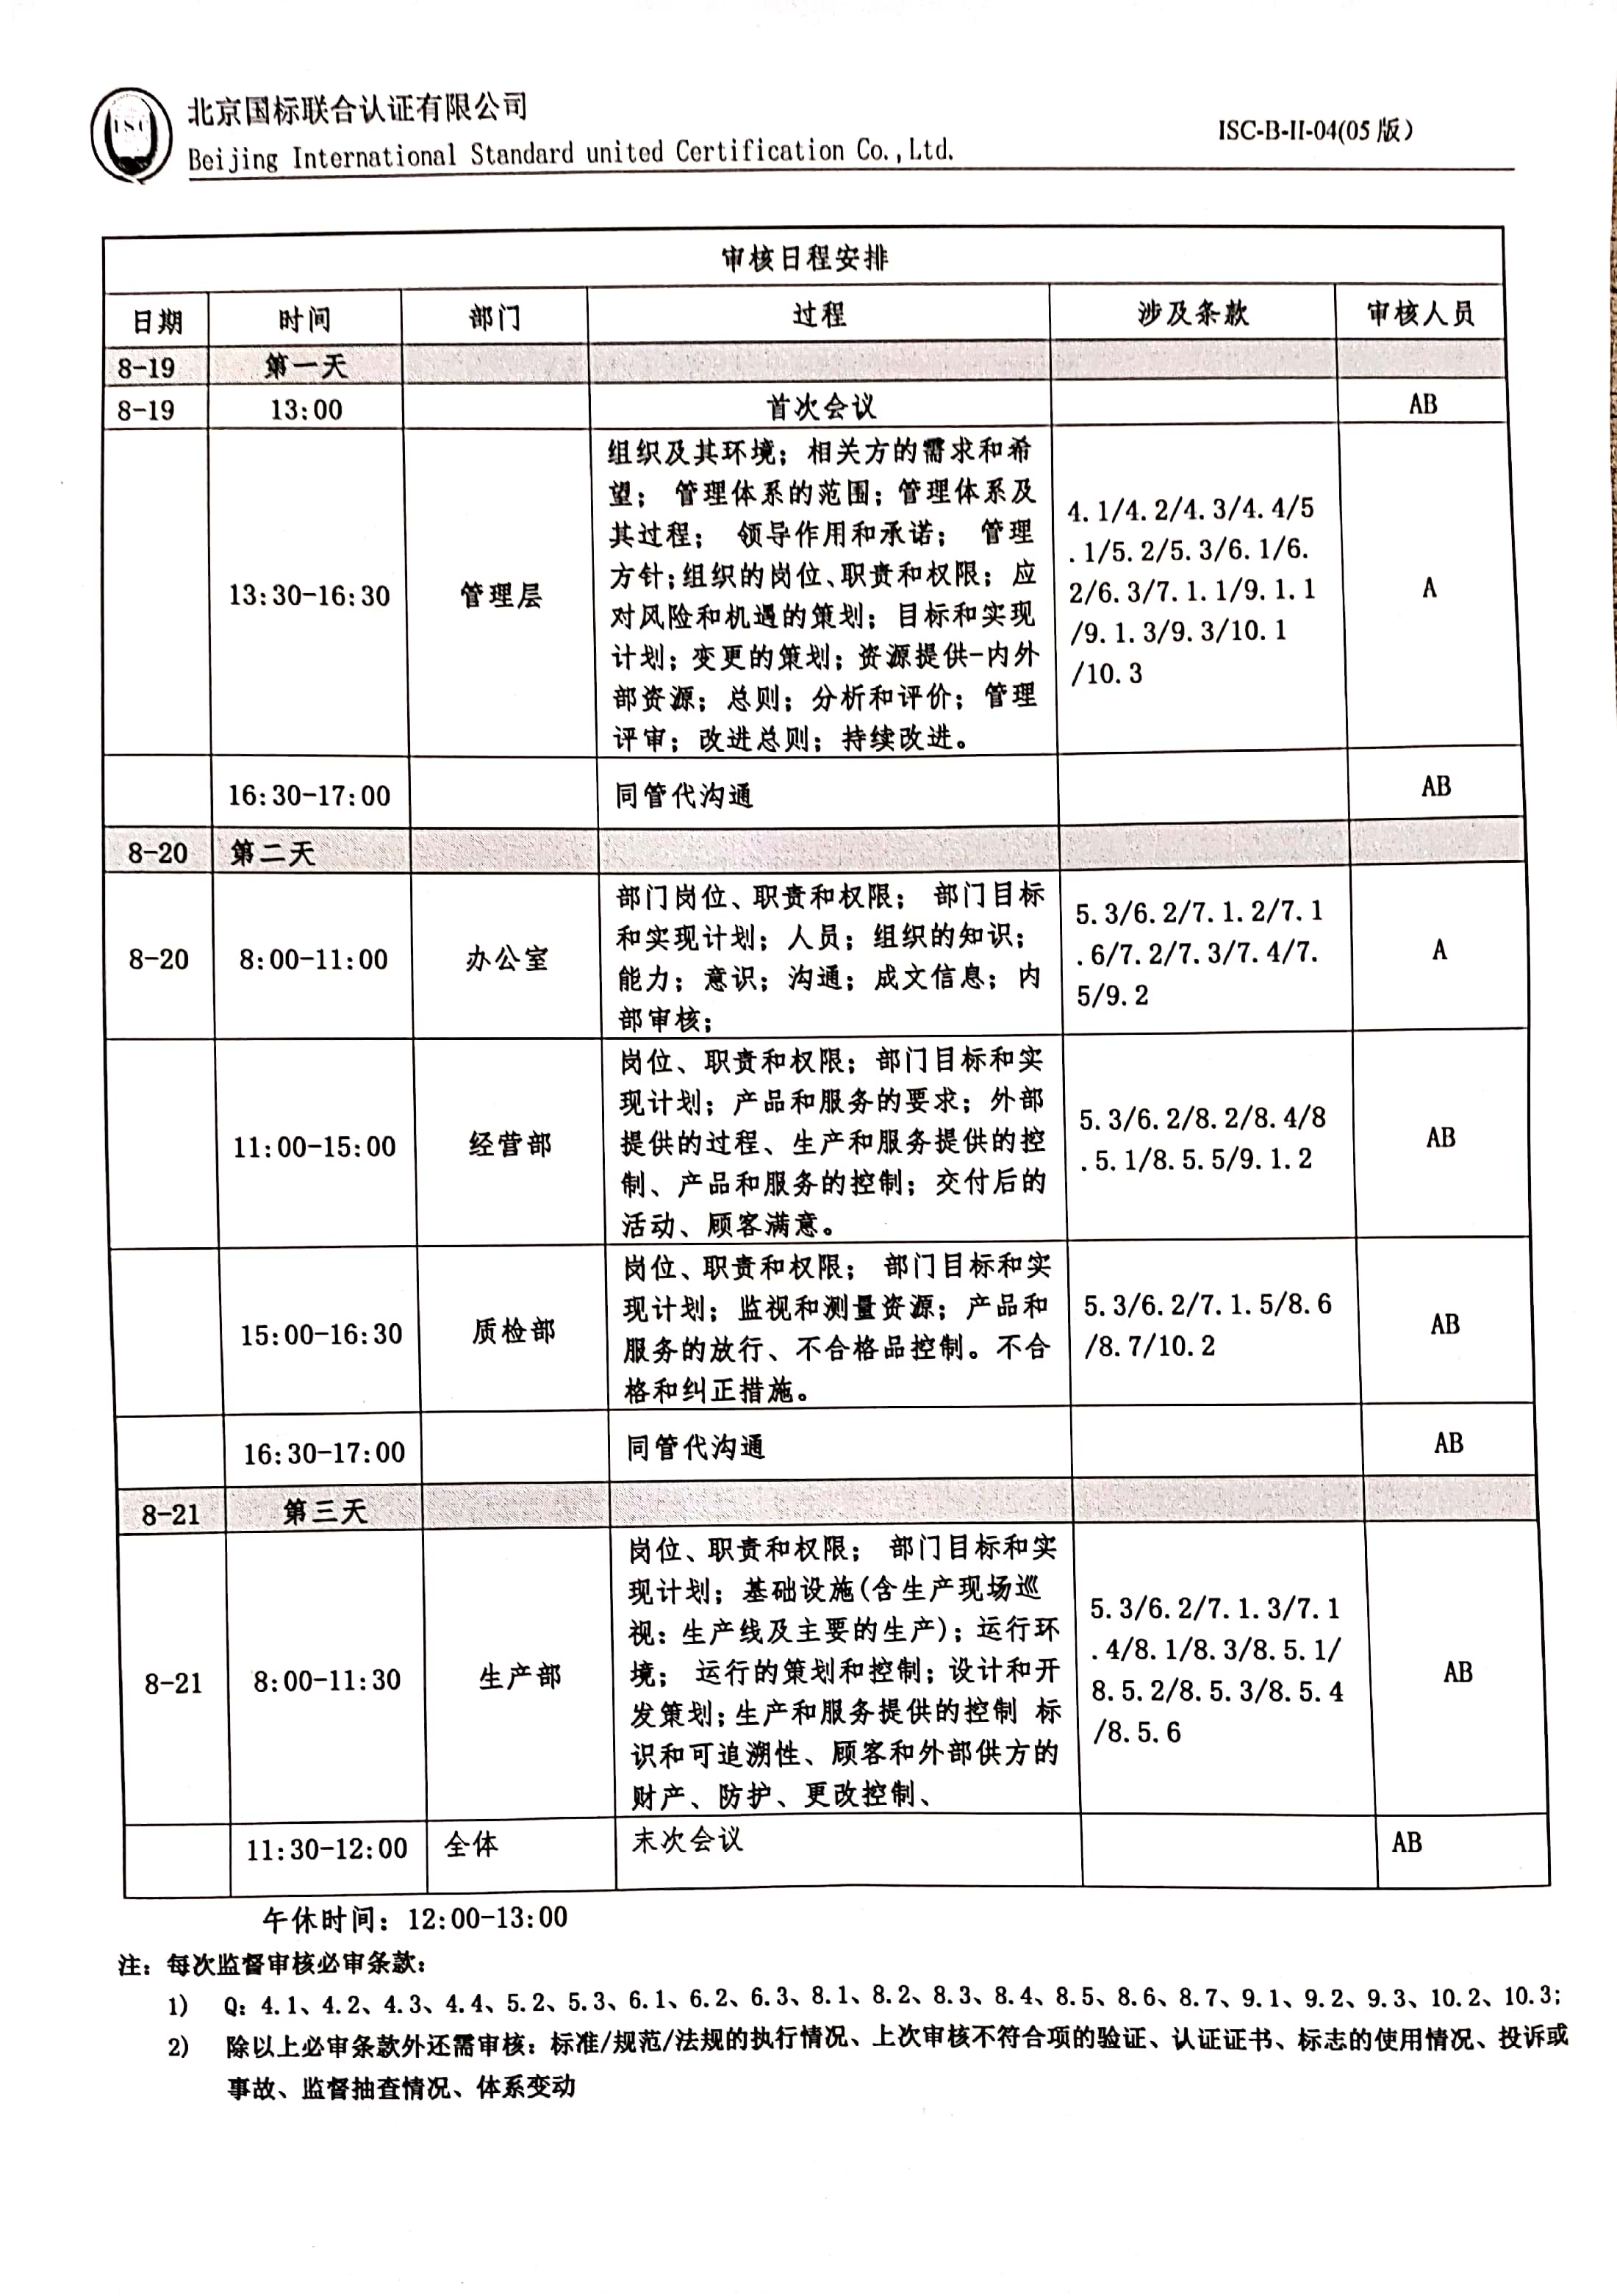 ISC
北京国标联合认证有限公司
ISC-B-II-04(05版)
Beijing International Standard united Certification Co.,Ltd.
审核日程安排
日期 时间 部门 过程 涉及条款 审核人员
8-19 第一天
8-19 13:00 首次会议 AB
13:30-16:30 管理层
组织及其环境；相关方的需求和希
望； 管理体系的范围；管理体系及
其过程； 领导作用和承诺； 管理
方针；组织的岗位、职责和权限；应
对风险和机遇的策划；目标和实现
计划；变更的策划；资源提供-内外
部资源；总则；分析和评价；管理
评审；改进总则；持续改进。
4.1/4.2/4.3/4.4/5
.1/5.2/5.3/6.1/6.
2/6.3/7.1.1/9.1.1
/9.1.3/9.3/10.1
/10.3
A
16:30-17:00 同管代沟通 AB
8-20 第二天
8-20 8:00-11:00 办公室
部门岗位、职责和权限； 部门目标
和实现计划；人员；组织的知识；
能力；意识；沟通；成文信息；内
部审核；
5.3/6.2/7.1.2/7.1
.6/7.2/7.3/7.4/7.
5/9.2
A
11:00-15:00 经营部
岗位、职责和权限；部门目标和实
现计划；产品和服务的要求；外部
提供的过程、生产和服务提供的控
制、产品和服务的控制；交付后的
活动、顾客满意。
5.3/6.2/8.2/8.4/8
.5.1/8.5.5/9.1.2
AB
15:00-16:30 质检部
岗位、职责和权限； 部门目标和实
现计划；监视和测量资源；产品和
服务的放行、不合格品控制。不合
格和纠正措施。
5.3/6.2/7.1.5/8.6
/8.7/10.2
AB
16:30-17:00 同管代沟通 AB
8-21 第三天
8-21 8:00-11:30 生产部
岗位、职责和权限； 部门目标和实
现计划；基础设施(含生产现场巡
视：生产线及主要的生产)；运行环
境； 运行的策划和控制；设计和开
发策划；生产和服务提供的控制 标
识和可追溯性、顾客和外部供方的
财产、防护、更改控制、
5.3/6.2/7.1.3/7.1
.4/8.1/8.3/8.5.1/
8.5.2/8.5.3/8.5.4
/8.5.6
AB
11:30-12:00 全体 末次会议 AB
午休时间：12:00-13:00
注：每次监督审核必审条款：
1) Q：4.1、4.2、4.3、4.4、5.2、5.3、6.1、6.2、6.3、8.1、8.2、8.3、8.4、8.5、8.6、8.7、9.1、9.2、9.3、10.2、10.3；
2) 除以上必审条款外还需审核：标准/规范/法规的执行情况、上次审核不符合项的验证、认证证书、标志的使用情况、投诉或
事故、监督抽查情况、体系变动